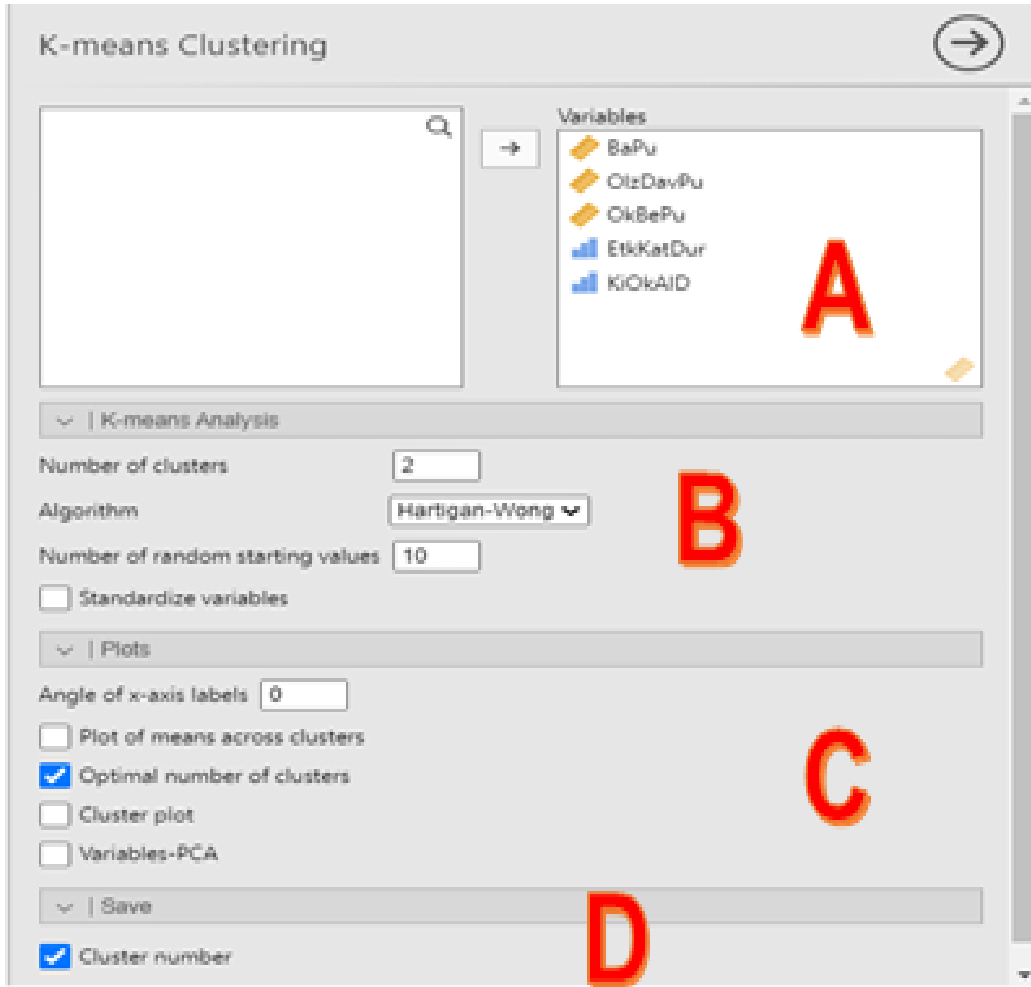 K-means Clustering
Variables
BaPu
OlzDavPu
OkBePu
EtkKatDur
KiOkAlD
A
| K-means Analysis
Number of clusters 2
Algorithm Hartigan-Wong
B
Number of random starting values 10
Standardize variables
| Plots
Angle of x-axis labels 0
Plot of means across clusters
Optimal number of clusters
C
Cluster plot
Variables-PCA
| Save
D
Cluster number